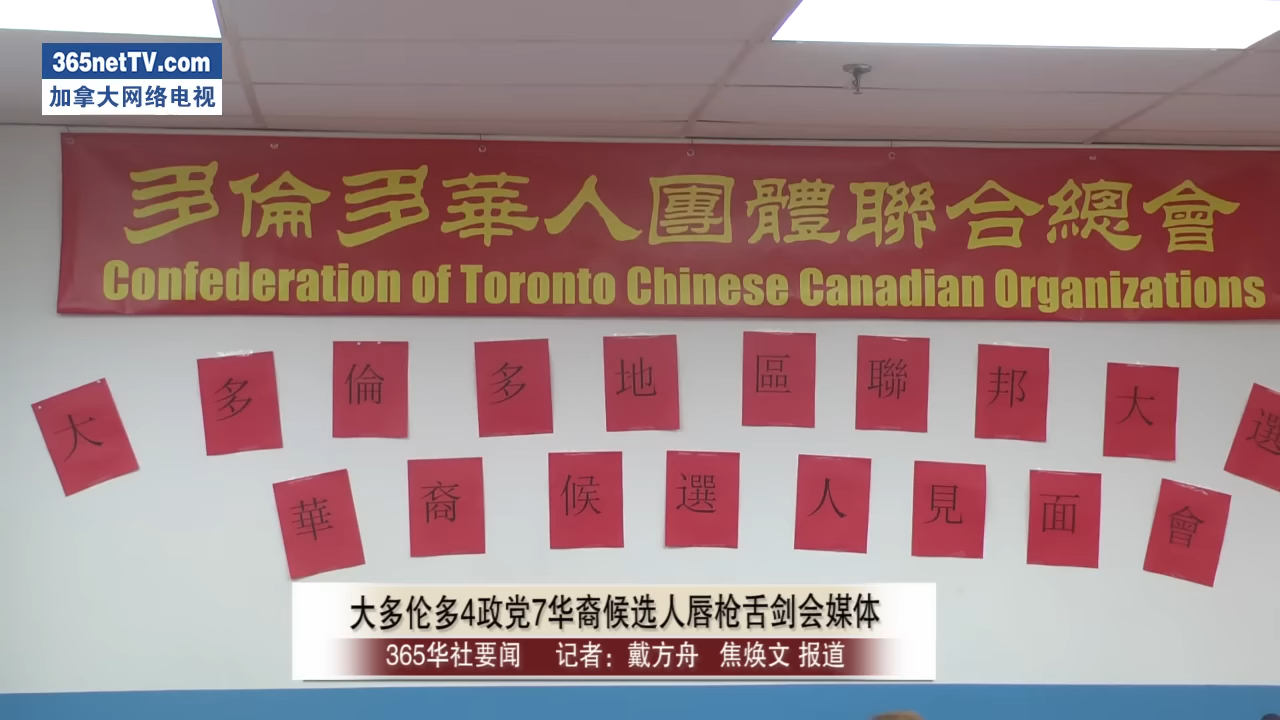 365netTV.com
加拿大网络电视
多倫多華人團體聯合總會
Confederation of Toronto Chinese Canadian Organizations
大多倫多地區聯邦大選
華裔候選人見面會
大多伦多4政党7华裔候选人唇枪舌剑会媒体
365华社要闻 记者：戴方舟 焦焕文 报道